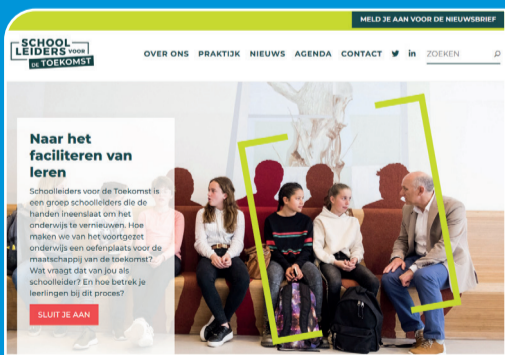 MELD JE AAN VOOR DE NIEUWSBRIEF
SCHOOL
LEIDERS VOOR
DE TOEKOMST
OVER ONS PRAKTIJK NIEUWS AGENDA CONTACT in ZOEKEN
Naar het
faciliteren van
leren
Schoolleiders voor de Toekomst is
een groep schoolleiders die de
handen ineenslaat om het
onderwijs te vernieuwen. Hoe
maken we van het voortgezet
onderwijs een oefenplaats voor de
maatschappij van de toekomst?
Wat vraagt dat van jou als
schoolleider? En hoe betrek je
leerlingen bij dit proces?
SLUIT JE AAN